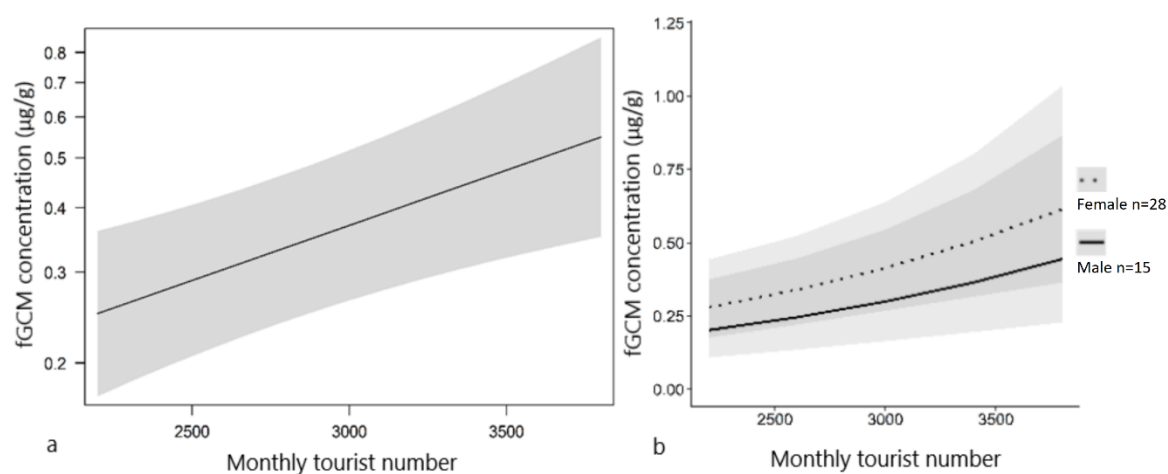 fGCM concentration (µg/g)
0.8
0.7
0.6
0.5
0.4
0.3
0.2
2500
3000
3500
a
Monthly tourist number
fGCM concentration (µg/g)
1.25
1.00
0.75
0.50
0.25
0.00
2500
3000
3500
b
Monthly tourist number
Female n=28
Male n=15